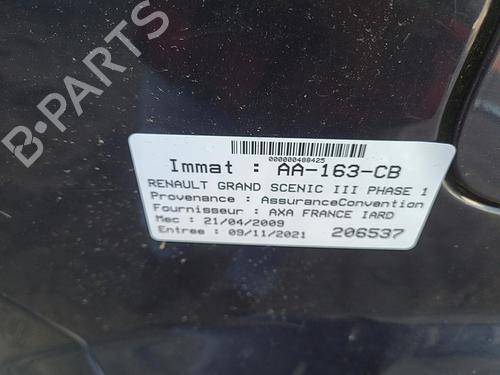 B-PARTS
000000488425
Immat : AA-163-CB
RENAULT GRAND SCENIC III PHASE 1
Provenance : AssuranceConvention
Fournisseur : AXA FRANCE IARD
Mec : 21/04/2009
Entree : 09/11/2021 206537